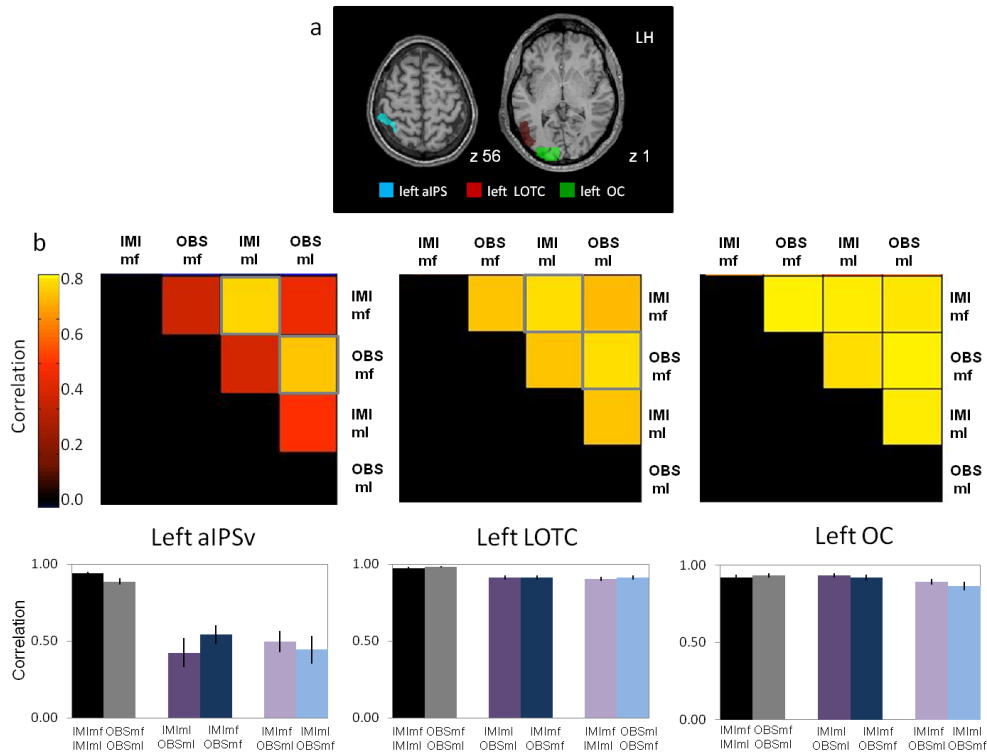 a
LH
z 56
z 1
left aIPS
left LOTC
left OC
b
IMI OBS IMI OBS
mf mf ml ml
IMI OBS IMI OBS
mf mf ml ml
IMI OBS IMI OBS
mf mf ml ml
Correlation
0.8
0.6
0.4
0.2
0.0
IMI
mf
OBS
mf
IMI
ml
OBS
ml
IMI
mf
OBS
mf
IMI
ml
OBS
ml
IMI
mf
OBS
mf
IMI
ml
OBS
ml
Left aIPSv
Left LOTC
Left OC
Correlation
1.00
0.50
0.00
IMImf OBSmf IMIml IMImf IMImf IMIml
IMIml OBSml OBSml OBSmf OBSml OBSmf
1.00
0.50
0.00
IMImf OBSmf IMIml IMImf IMImf OBSml
IMIml OBSml OBSml OBSmf OBSml OBSmf
1.00
0.50
0.00
IMImf OBSmf IMIml IMImf OBSmf IMImf
IMIml OBSml OBSml OBSmf OBSml OBSml